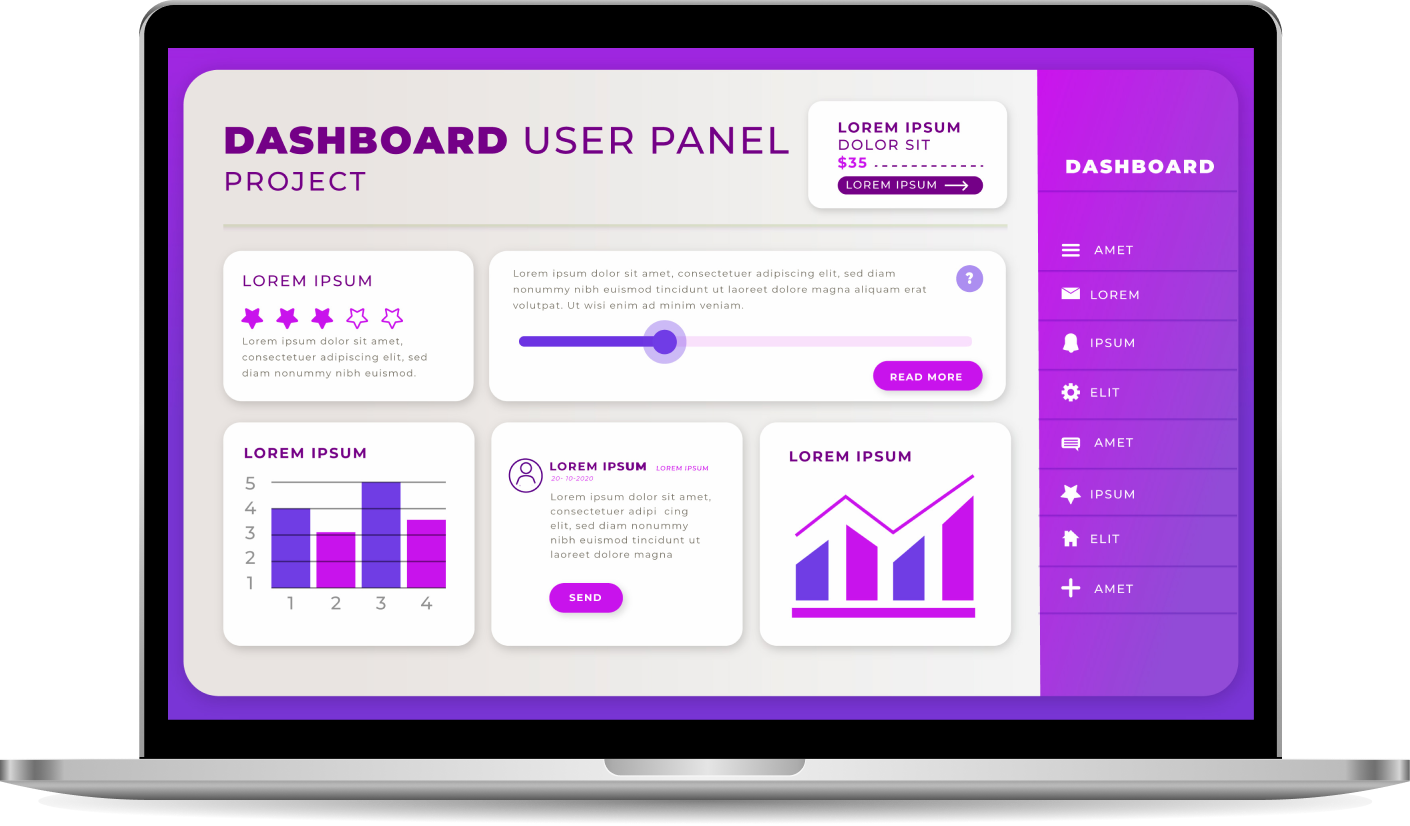 DASHBOARD USER PANEL
PROJECT
LOREM IPSUM
DOLOR SIT
$35
LOREM IPSUM
LOREM IPSUM
Lorem ipsum dolor sit amet,
consectetuer adipiscing elit, sed
diam nonummy nibh euismod.
Lorem ipsum dolor sit amet, consectetuer adipiscing elit, sed diam
nonummy nibh euismod tincidunt ut laoreet dolore magna aliquam erat
volutpat. Ut wisi enim ad minim veniam.
?
READ MORE
LOREM IPSUM
5
4
3
2
1
1 2 3 4
LOREM IPSUM LOREM IPSUM
20- 10-2020
Lorem ipsum dolor sit amet,
consectetuer adipi cing
elit, sed diam nonummy
nibh euismod tincidunt ut
laoreet dolore magna
SEND
LOREM IPSUM
DASHBOARD
AMET
LOREM
IPSUM
ELIT
AMET
IPSUM
ELIT
AMET